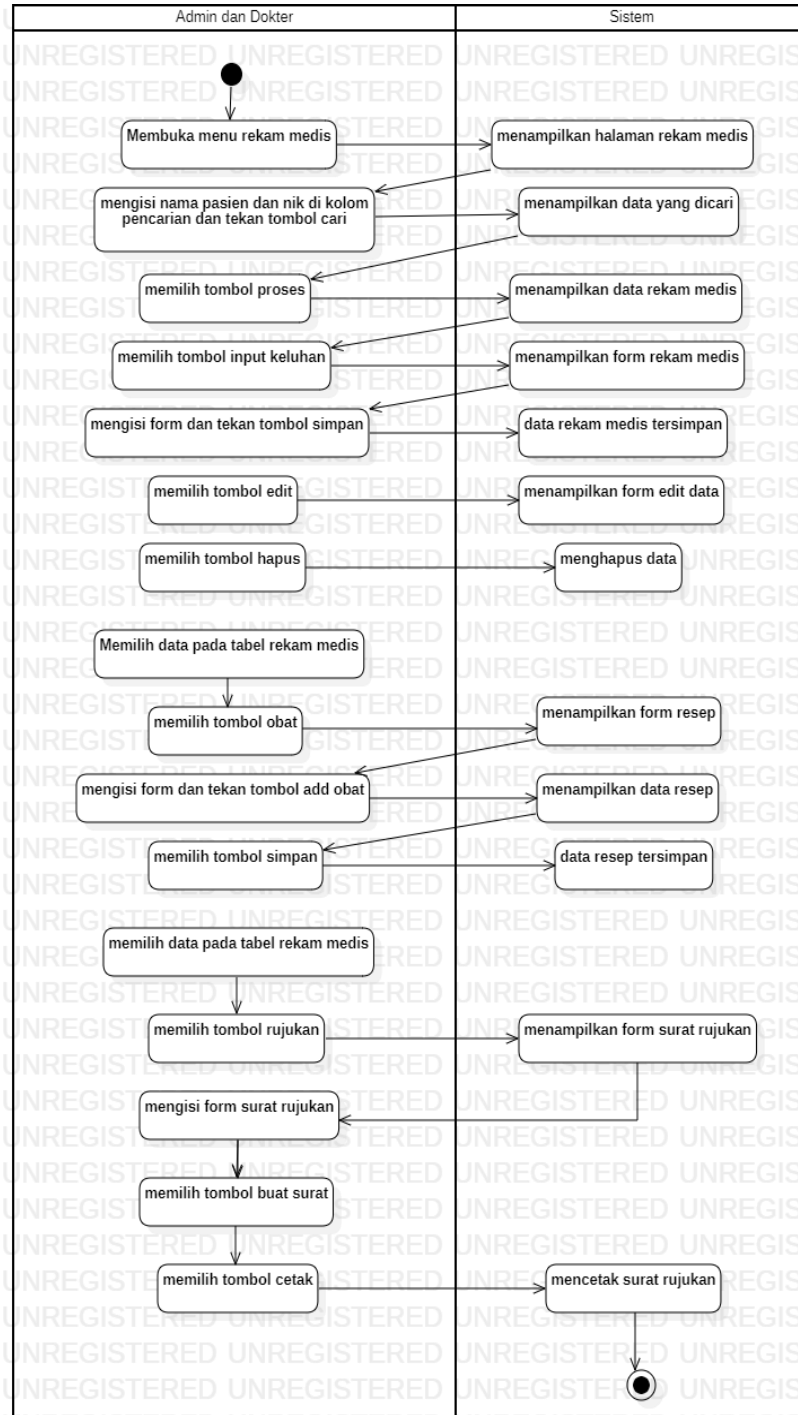 Admin dan Dokter
Sistem
Membuka menu rekam medis
menampilkan halaman rekam medis
mengisi nama pasien dan nik di kolom
pencarian dan tekan tombol cari
menampilkan data yang dicari
memilih tombol proses
menampilkan data rekam medis
memilih tombol input keluhan
menampilkan form rekam medis
mengisi form dan tekan tombol simpan
data rekam medis tersimpan
memilih tombol edit
menampilkan form edit data
memilih tombol hapus
menghapus data
Memilih data pada tabel rekam medis
memilih tombol obat
menampilkan form resep
mengisi form dan tekan tombol add obat
menampilkan data resep
memilih tombol simpan
data resep tersimpan
memilih data pada tabel rekam medis
memilih tombol rujukan
menampilkan form surat rujukan
mengisi form surat rujukan
memilih tombol buat surat
memilih tombol cetak
mencetak surat rujukan